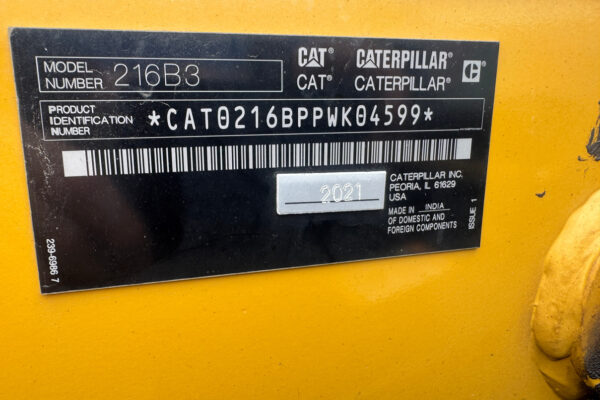 MODEL NUMBER 216B3
CAT® CATERPILLAR® C
CAT® CATERPILLAR®
PRODUCT
IDENTIFICATION
NUMBER
*CAT0216BPPWK04599*
2021
CATERPILLAR INC.
PEORIA, IL 61629
USA
MADE IN INDIA
OF DOMESTIC AND
FOREIGN COMPONENTS
ISSUE 1
239-6986 7